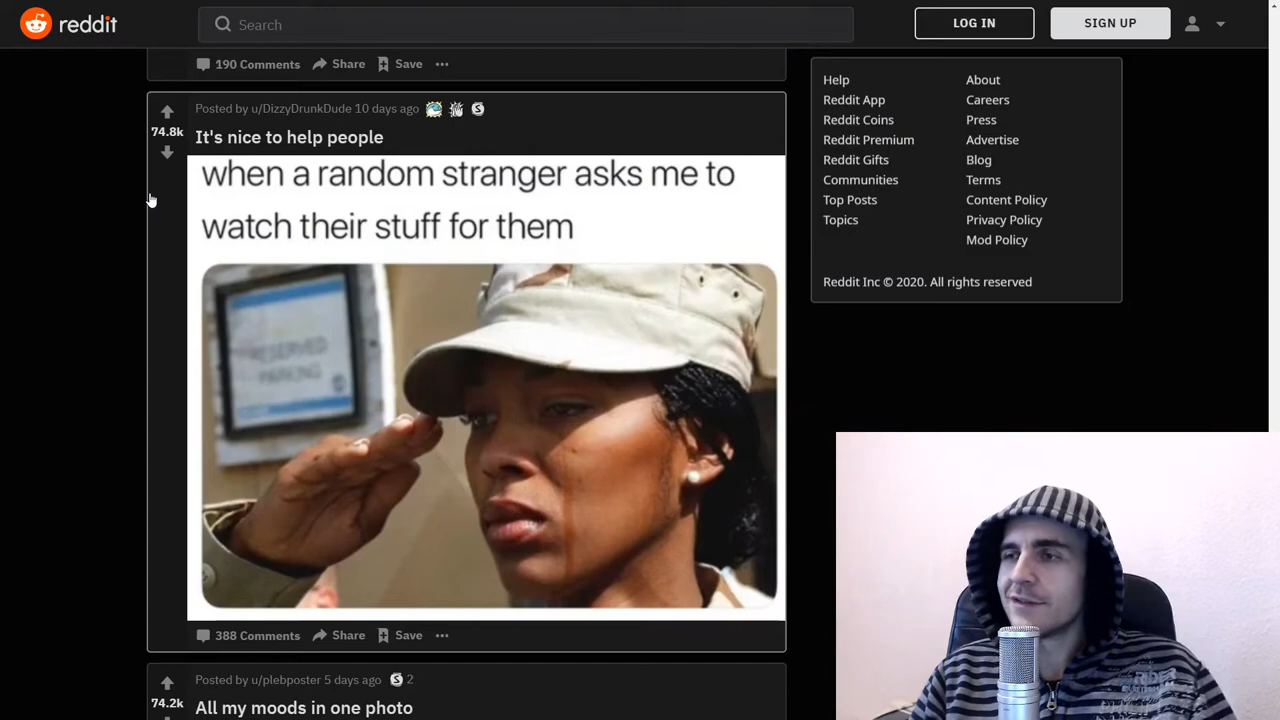 reddit
Search
LOG IN
SIGN UP
190 Comments Share Save
Posted by u/DizzyDrunkDude 10 days ago
74.8k
It's nice to help people
when a random stranger asks me to
watch their stuff for them
RESERVED
PARKING
388 Comments Share Save
Posted by u/plebposter 5 days ago 2
74.2k
All my moods in one photo
Help
About
Reddit App
Careers
Reddit Coins
Press
Reddit Premium
Advertise
Reddit Gifts
Blog
Communities
Terms
Top Posts
Content Policy
Topics
Privacy Policy
Mod Policy
Reddit Inc © 2020. All rights reserved